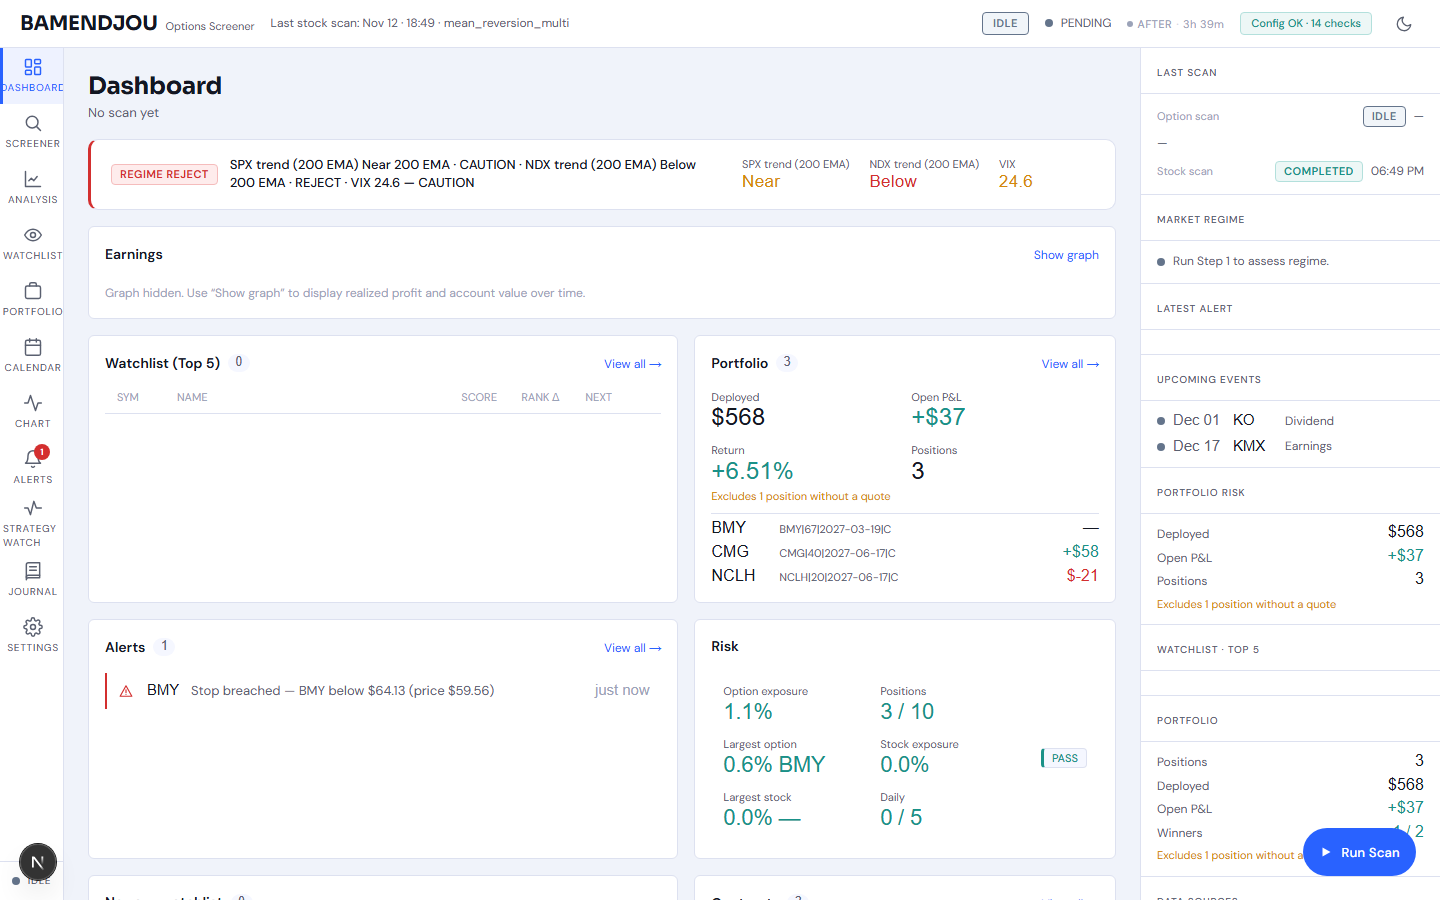 BAMENDJOU Options Screener Last stock scan: Nov 12 · 18:49 · mean_reversion_multi IDLE PENDING AFTER · 3h 39m Config OK · 14 checks
DASHBOARD
SCREENER
ANALYSIS
WATCHLIST
PORTFOLIO
CALENDAR
CHART
1
ALERTS
STRATEGY
WATCH
JOURNAL
SETTINGS
N
IDLE
Dashboard
No scan yet
REGIME REJECT
SPX trend (200 EMA) Near 200 EMA · CAUTION · NDX trend (200 EMA) Below
200 EMA · REJECT · VIX 24.6 — CAUTION
SPX trend (200 EMA) NDX trend (200 EMA) VIX
Near Below 24.6
Earnings Show graph
Graph hidden. Use “Show graph” to display realized profit and account value over time.
Watchlist (Top 5) 0 View all →
SYM NAME SCORE RANK Δ NEXT
Portfolio 3 View all →
Deployed Open P&L
$568 +$37
Return Positions
+6.51% 3
Excludes 1 position without a quote
BMY BMY|67|2027-03-19|C —
CMG CMG|40|2027-06-17|C +$58
NCLH NCLH|20|2027-06-17|C $-21
Alerts 1 View all →
BMY Stop breached — BMY below $64.13 (price $59.56) just now
Risk
Option exposure Positions
1.1% 3 / 10
Largest option Stock exposure
0.6% BMY 0.0%
PASS
Largest stock Daily
0.0% — 0 / 5
LAST SCAN
Option scan IDLE —
—
Stock scan COMPLETED 06:49 PM
MARKET REGIME
Run Step 1 to assess regime.
LATEST ALERT
UPCOMING EVENTS
Dec 01 KO Dividend
Dec 17 KMX Earnings
PORTFOLIO RISK
Deployed $568
Open P&L +$37
Positions 3
Excludes 1 position without a quote
WATCHLIST · TOP 5
PORTFOLIO
Positions 3
Deployed $568
Open P&L +$37
Winners / 2
Excludes 1 position without a
Run Scan